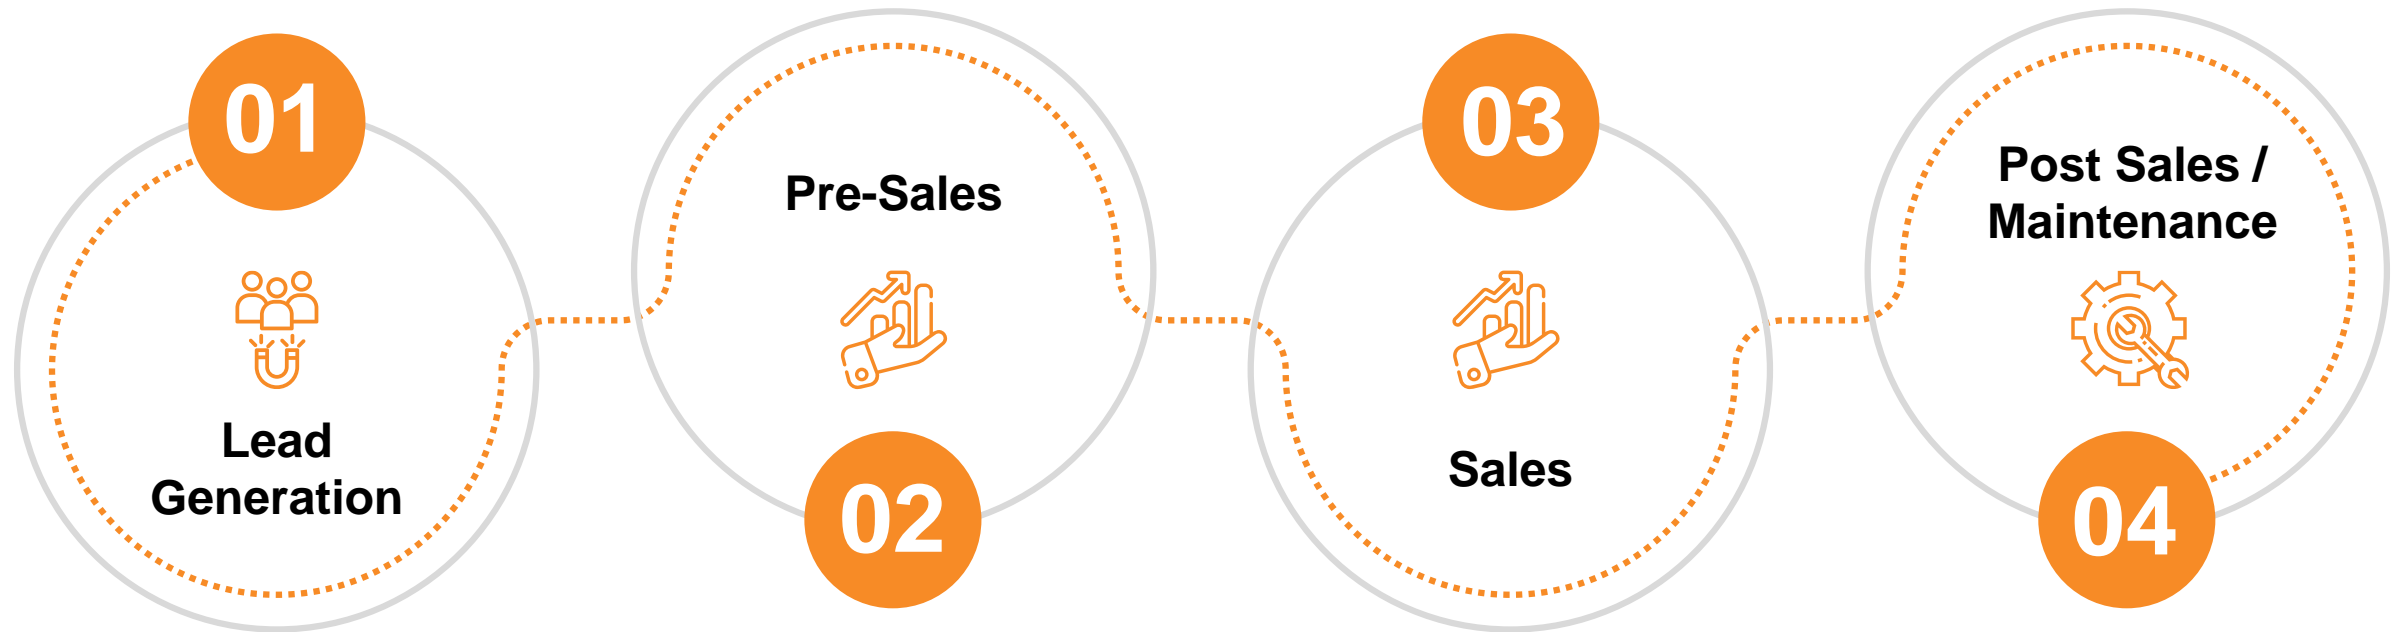 01
Lead
Generation
Pre-Sales
02
03
Sales
Post Sales /
Maintenance
04